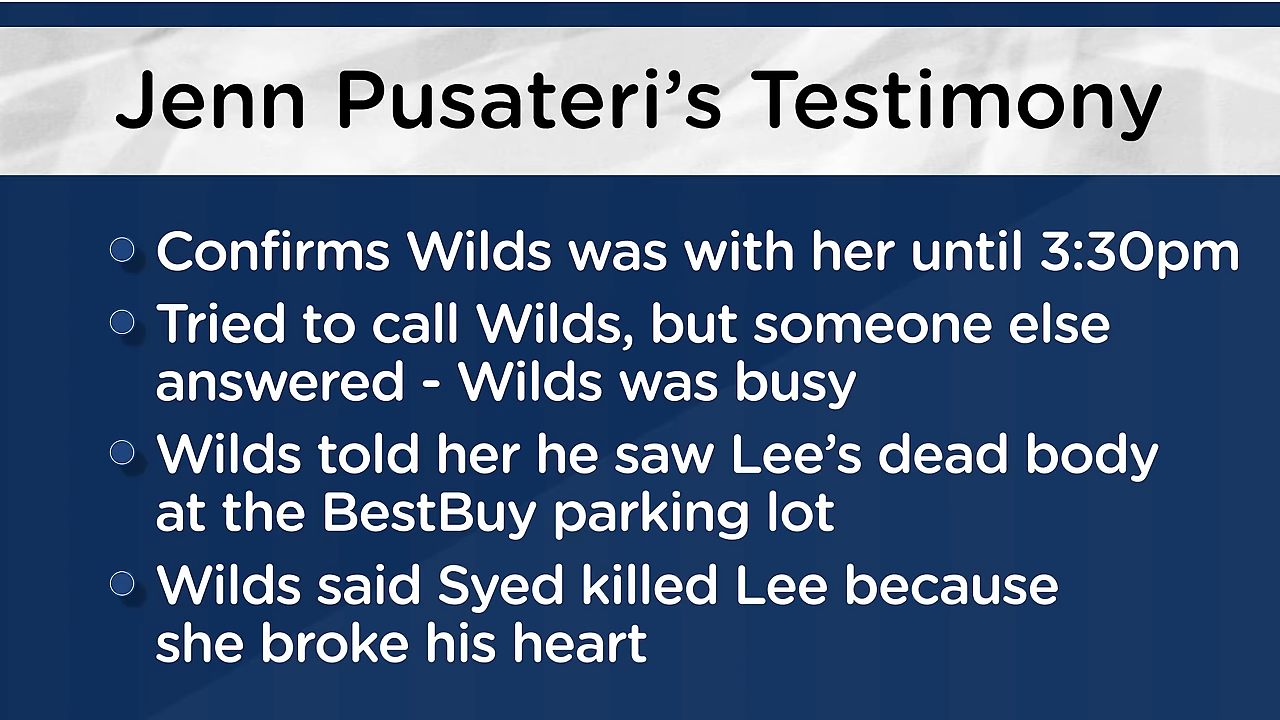 Jenn Pusateri’s Testimony
Confirms Wilds was with her until 3:30pm
Tried to call Wilds, but someone else
answered - Wilds was busy
Wilds told her he saw Lee’s dead body
at the BestBuy parking lot
Wilds said Syed killed Lee because
she broke his heart